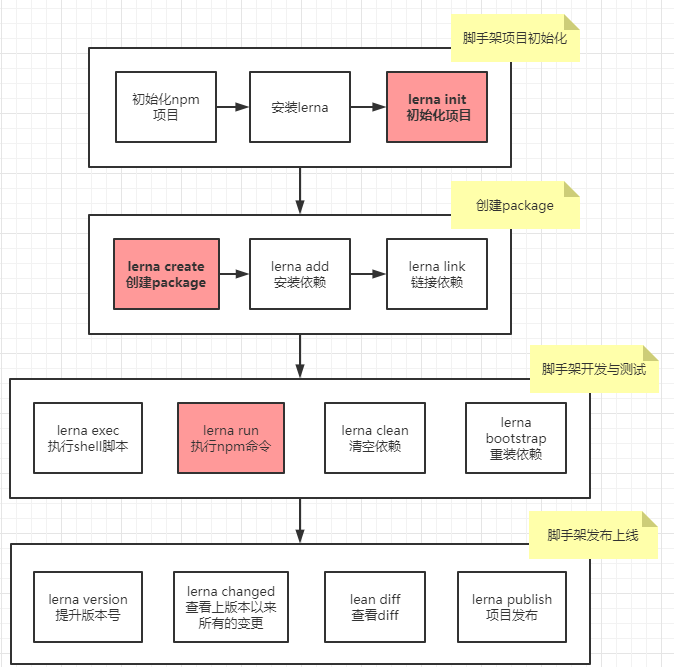 脚手架项目初始化
初始化npm
项目
安装lerna
lerna init
初始化项目
创建package
lerna create
创建package
lerna add
安装依赖
lerna link
链接依赖
脚手架开发与测试
lerna exec
执行shell脚本
lerna run
执行npm命令
lerna clean
清空依赖
lerna
bootstrap
重装依赖
脚手架发布上线
lerna version
提升版本号
lerna changed
查看上版本以来
所有的变更
lean diff
查看diff
lerna publish
项目发布